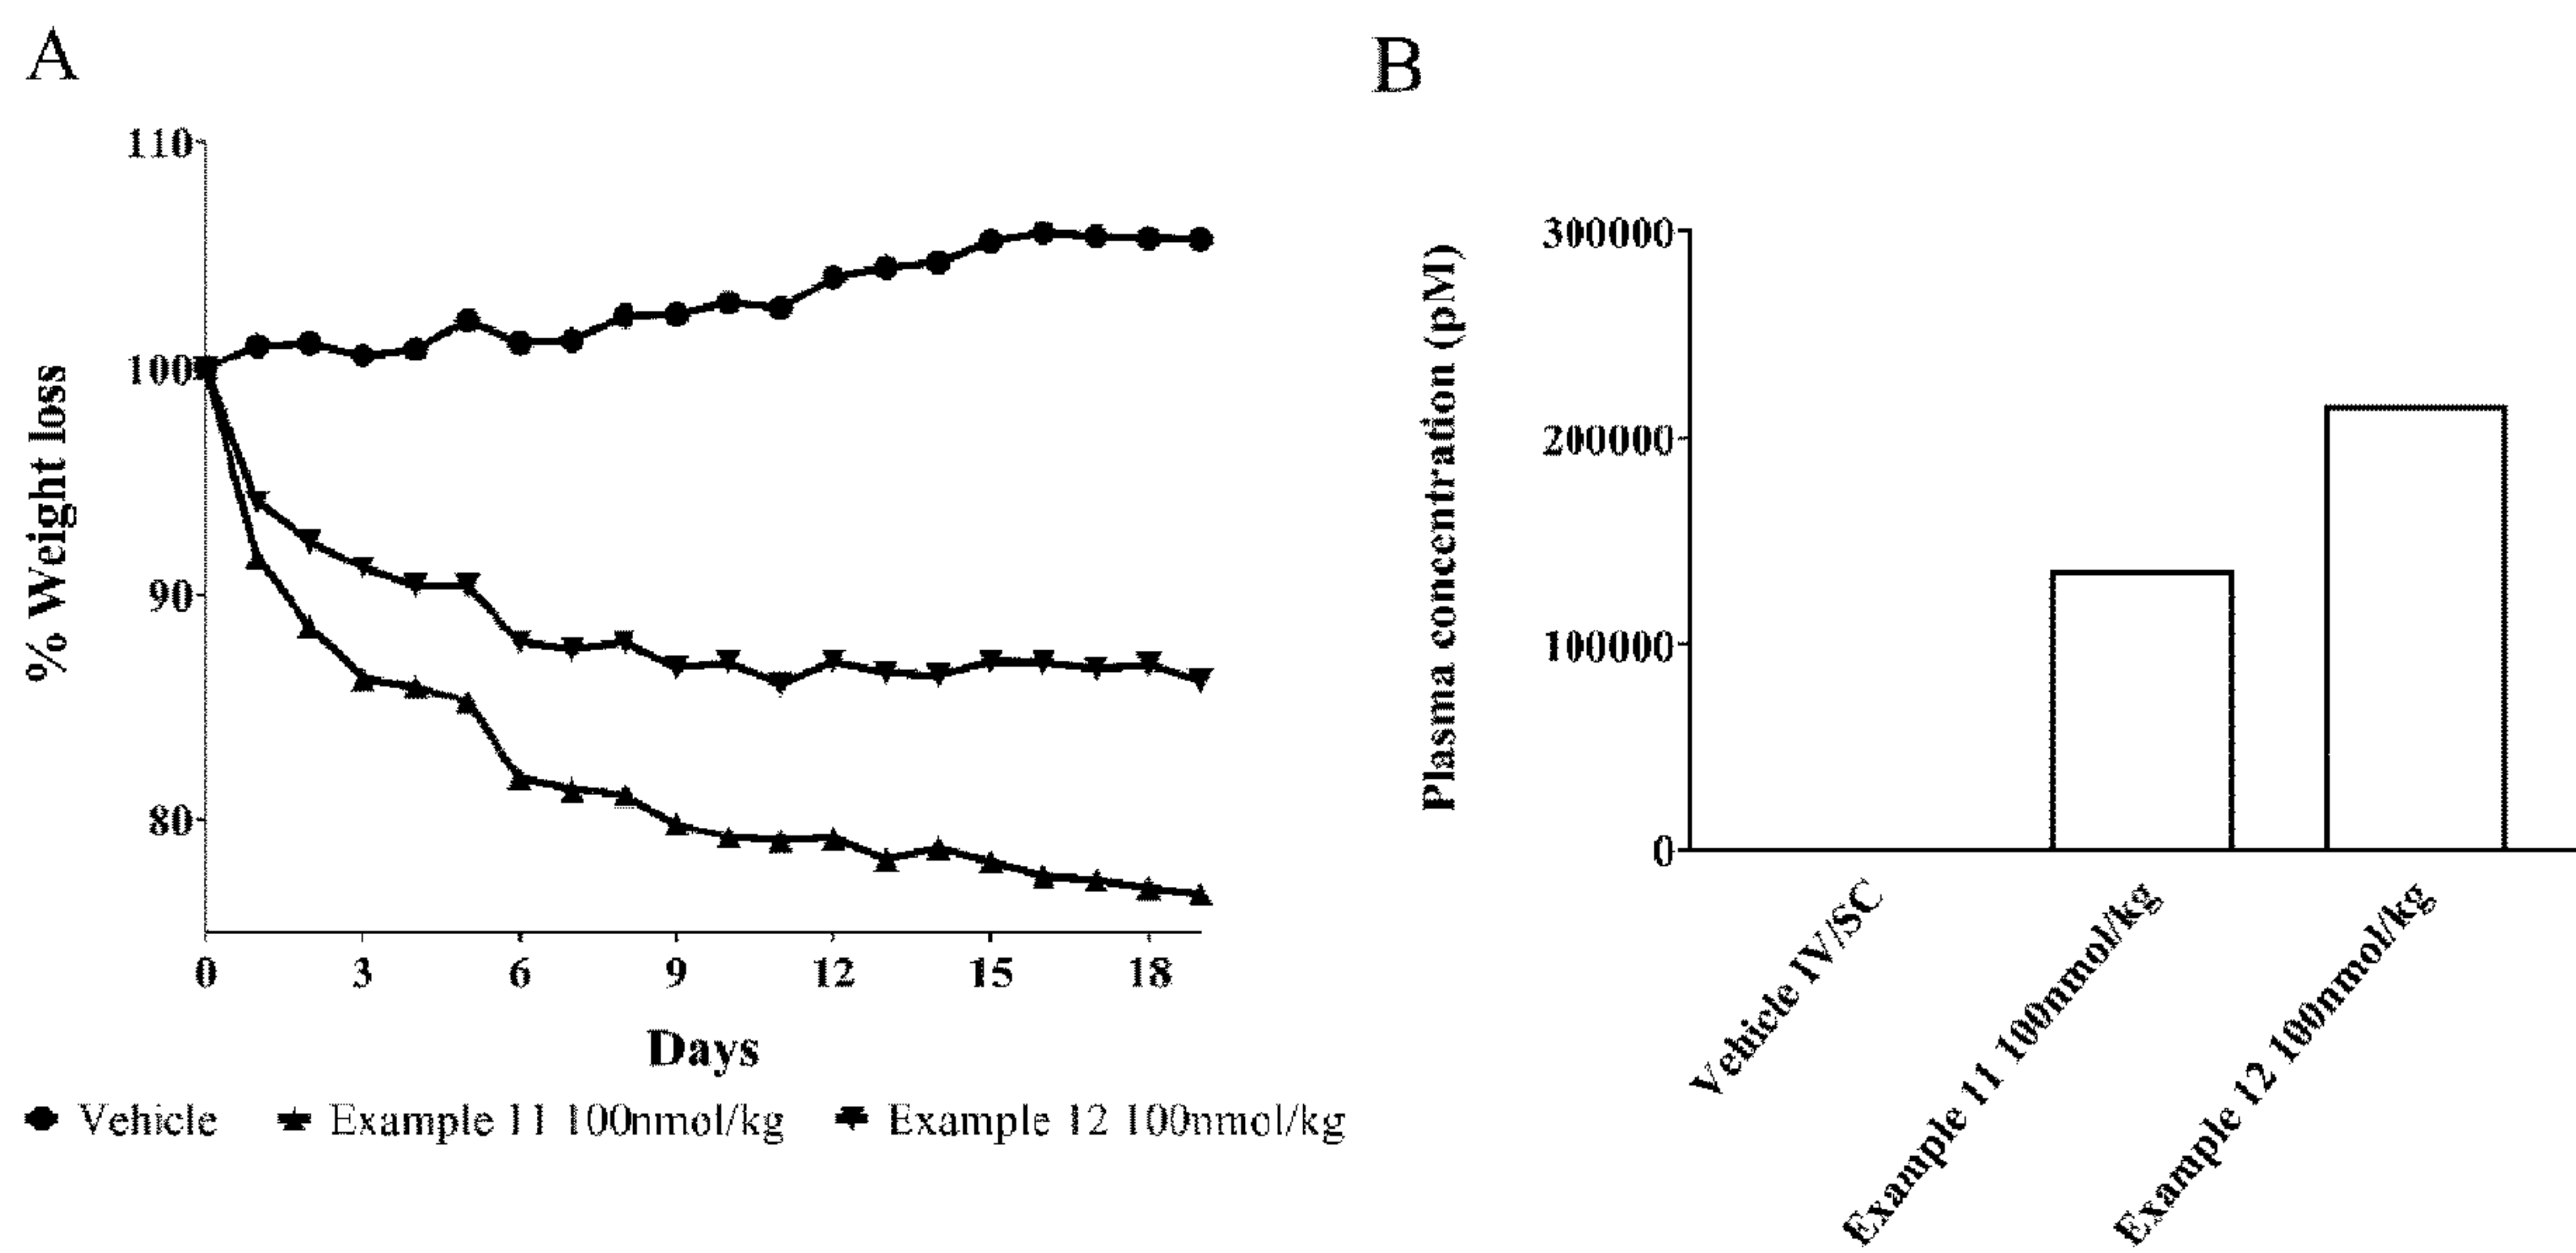 A
B
110
100
90
80
% Weight loss
0 3 6 9 12 15 18
Days
Vehicle Example 11 100nmol/kg Example 12 100nmol/kg
300000
200000
100000
0
Plasma concentration (pM)
Vehicle IV/SC
Example 11 100nmol/kg
Example 12 100nmol/kg